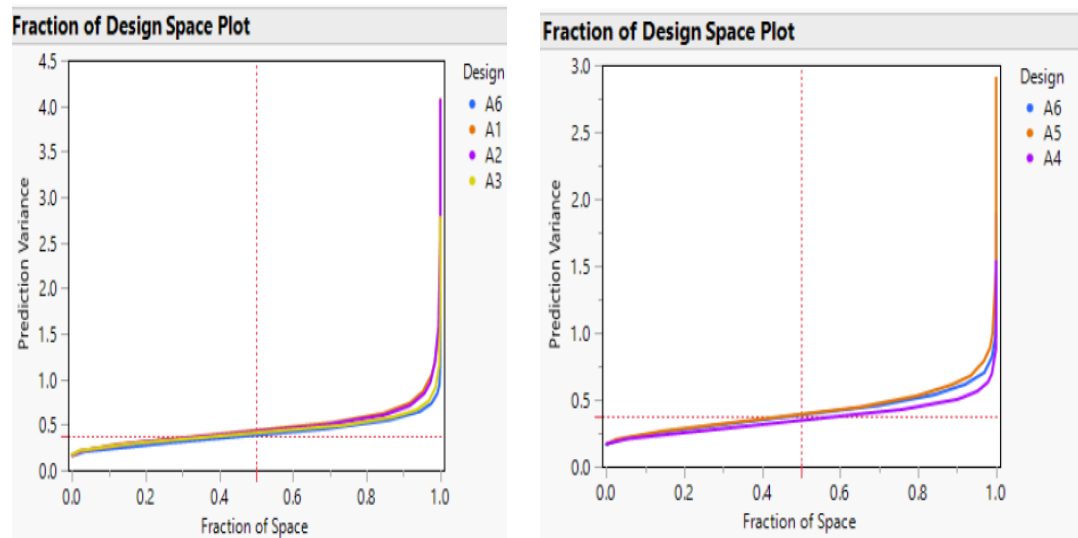 Fraction of Design Space Plot
4.5
4.0
3.5
3.0
2.5
2.0
1.5
1.0
0.5
0.0
Prediction Variance
0.0 0.2 0.4 0.6 0.8 1.0
Fraction of Space
Design
A6
A1
A2
A3
Fraction of Design Space Plot
3.0
2.5
2.0
1.5
1.0
0.5
0.0
Prediction Variance
0.0 0.2 0.4 0.6 0.8 1.0
Fraction of Space
Design
A6
A5
A4